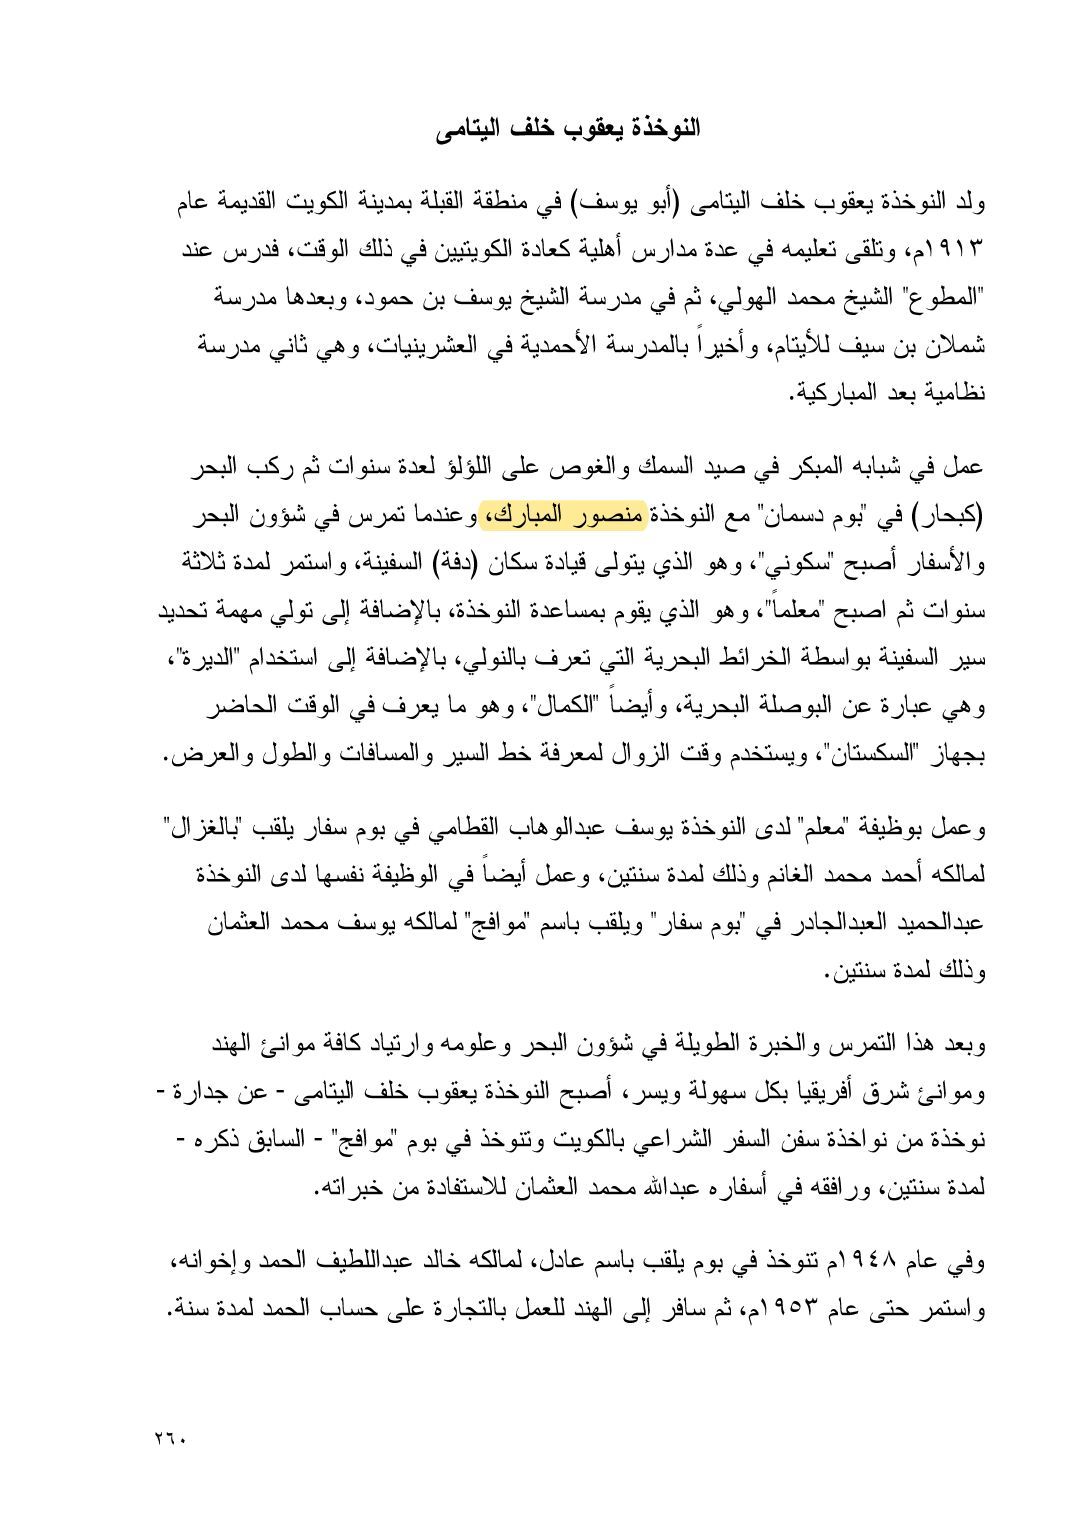 النوخذة يعقوب خلف اليتامى
ولد النوخذة يعقوب خلف اليتامى (أبو يوسف) في منطقة القبلة بمدينة الكويت القديمة عام
١٩١٣م، وتلقى تعليمه في عدة مدارس أهلية كعادة الكويتيين في ذلك الوقت، فدرس عند
"المطوع" الشيخ محمد الهولي، ثم في مدرسة الشيخ يوسف بن حمود، وبعدها مدرسة
شملان بن سيف للأيتام، وأخيراً بالمدرسة الأحمدية في العشرينيات، وهي ثاني مدرسة
نظامية بعد المباركية.
عمل في شبابه المبكر في صيد السمك والغوص على اللؤلؤ لعدة سنوات ثم ركب البحر
(كبحار) في "بوم دسمان" مع النوخذة منصور المبارك، وعندما تمرس في شؤون البحر
والأسفار أصبح "سكوني"، وهو الذي يتولى قيادة سكان (دفة) السفينة، واستمر لمدة ثلاثة
سنوات ثم اصبح "معلماً"، وهو الذي يقوم بمساعدة النوخذة، بالإضافة إلى تولي مهمة تحديد
سير السفينة بواسطة الخرائط البحرية التي تعرف بالنولي، بالإضافة إلى استخدام "الديرة"،
وهي عبارة عن البوصلة البحرية، وأيضاً "الكمال"، وهو ما يعرف في الوقت الحاضر
بجهاز "السكستان"، ويستخدم وقت الزوال لمعرفة خط السير والمسافات والطول والعرض.
وعمل بوظيفة "معلم" لدى النوخذة يوسف عبدالوهاب القطامي في بوم سفار يلقب "بالغزال"
لمالكه أحمد محمد الغانم وذلك لمدة سنتين، وعمل أيضاً في الوظيفة نفسها لدى النوخذة
عبدالحميد العبدالجادر في "بوم سفار" ويلقب باسم "موافج" لمالكه يوسف محمد العثمان
وذلك لمدة سنتين.
وبعد هذا التمرس والخبرة الطويلة في شؤون البحر وعلومه وارتياد كافة موانئ الهند
وموانئ شرق أفريقيا بكل سهولة ويسر، أصبح النوخذة يعقوب خلف اليتامى - عن جدارة -
نوخذة من نواخذة سفن السفر الشراعي بالكويت وتنوخذ في بوم "موافج" - السابق ذكره -
لمدة سنتين، ورافقه في أسفاره عبدالله محمد العثمان للاستفادة من خبراته.
وفي عام ١٩٤٨م تنوخذ في بوم يلقب باسم عادل، لمالكه خالد عبداللطيف الحمد وإخوانه،
واستمر حتى عام ١٩٥٣م، ثم سافر إلى الهند للعمل بالتجارة على حساب الحمد لمدة سنة.
٢٦٠